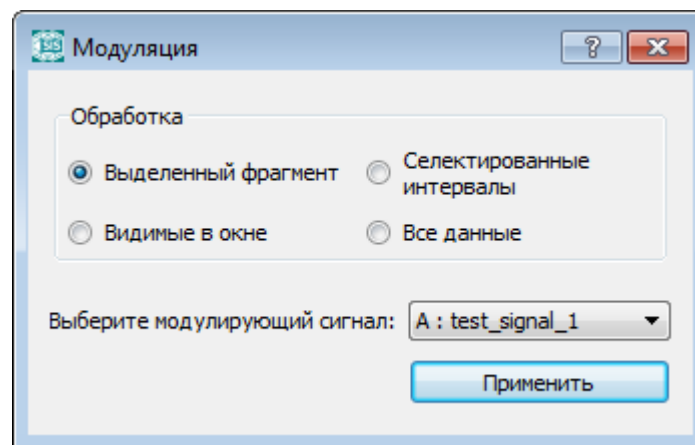 Модуляция
Обработка
Выделенный фрагмент
Селектированные
интервалы
Видимые в окне
Все данные
Выберите модулирующий сигнал: A : test_signal_1
Применить